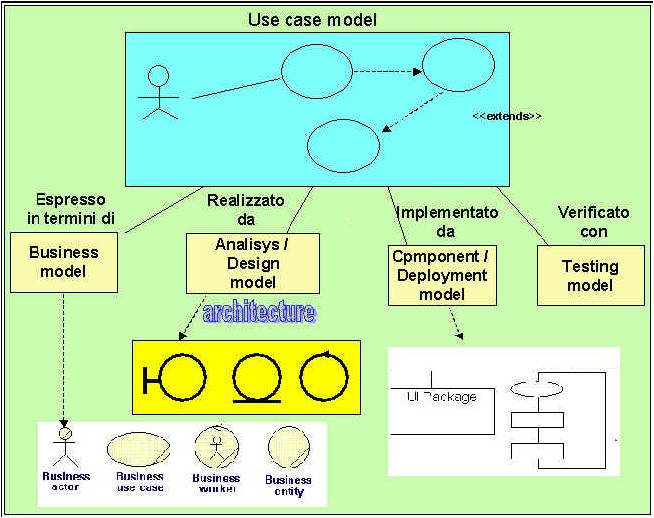 Use case model
<<extends>>
Espresso
in termini di
Realizzato
da
Implementato
da
Verificato
con
Business
model
Analisys /
Design
model
Cpmponent /
Deployment
model
Testing
model
architecture
UI Package
Business
actor
Business
use case
Business
worker
Business
entity